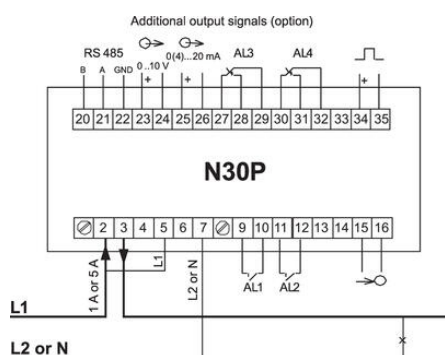 Additional output signals (option)
RS 485
0(4)...20 mA
AL3
AL4
B A GND 0 ..10 V
+ + +
20 21 22 23 24 25 26 27 28 29 30 31 32 33 34 35
N30P
2 3 4 5 6 7 9 10 11 12 13 14 15 16
1 A or 5 A
L1
L2 or N
AL1
AL2
L1
L2 or N
x